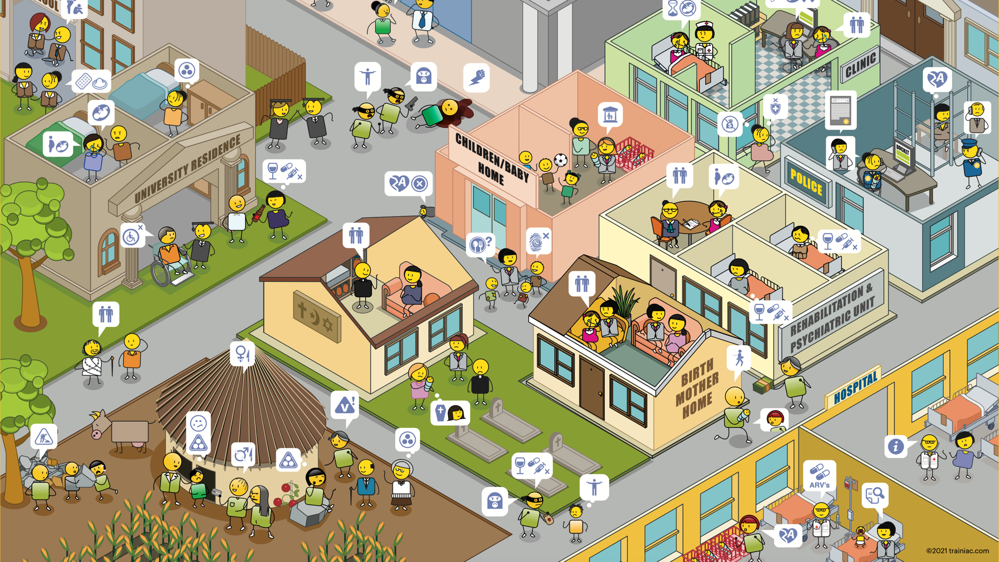 CLINIC
CLEARANCE
UNIVERSITY RESIDENCE
CHILDREN/BABY
HOME
A
DOCKET
POLICE
A
?
REHABILITATION &
PSYCHIATRIC UNIT
BIRTH
MOTHER
HOME
HOSPITAL
V!
i
ARV's
A
©2021 trainiac.com